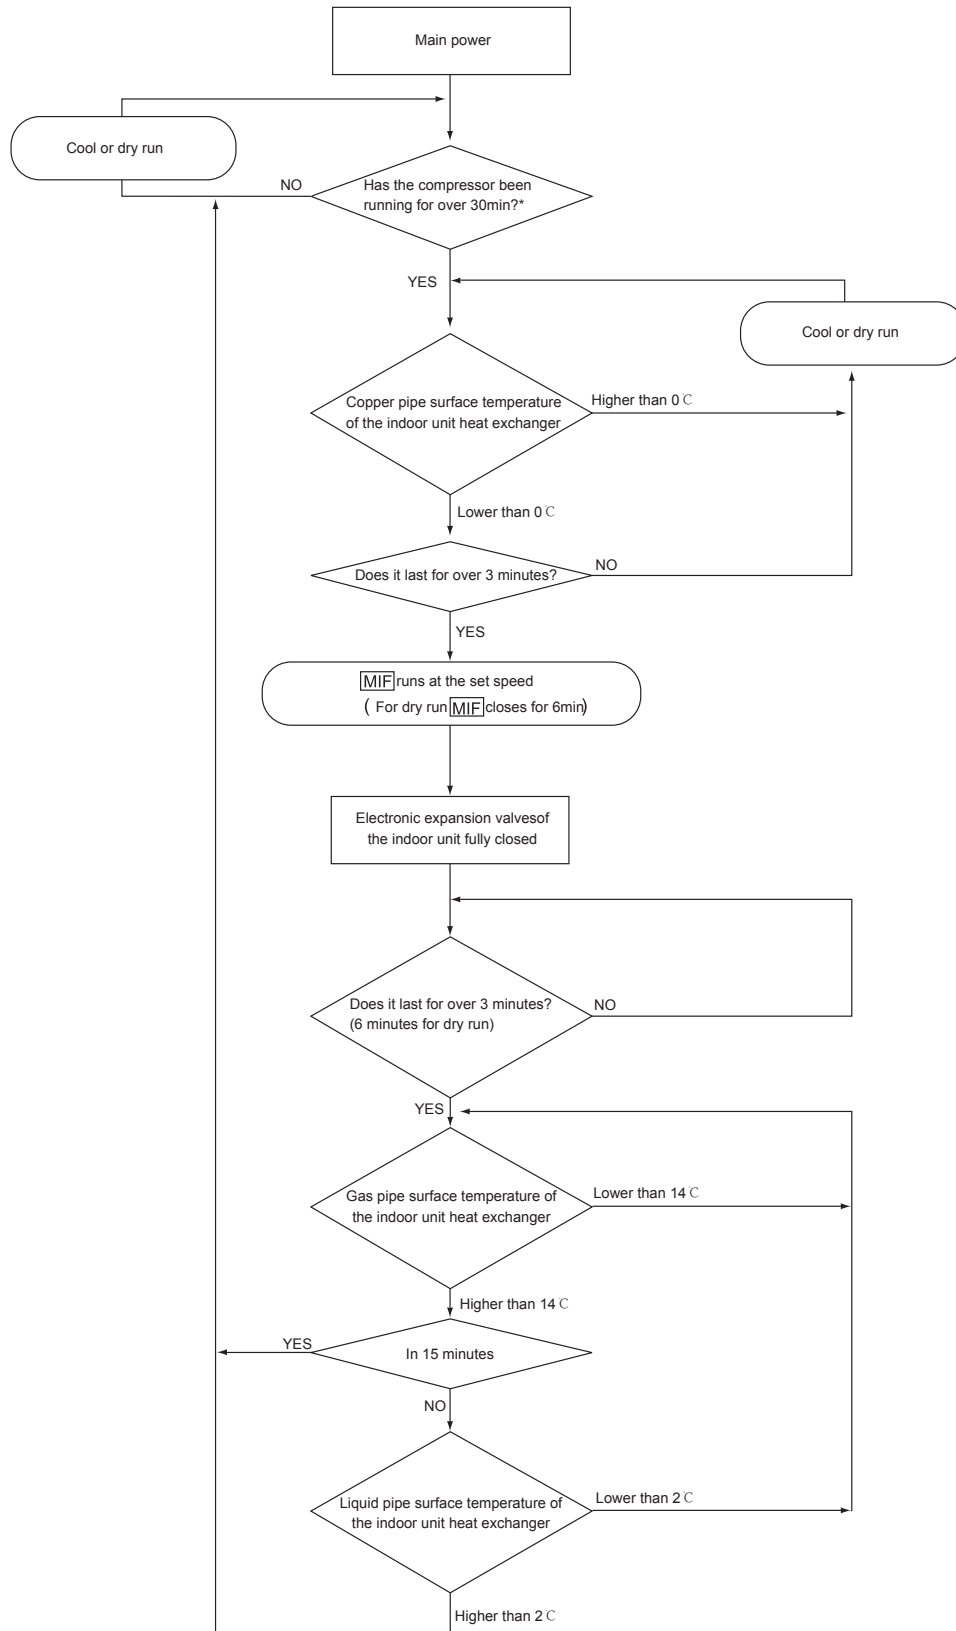 Main power
Cool or dry run
Has the compressor been
running for over 30min?*
NO
YES
Cool or dry run
Copper pipe surface temperature
of the indoor unit heat exchanger
Higher than 0℃
Lower than 0℃
Does it last for over 3 minutes?
NO
YES
MIF runs at the set speed
( For dry run MIF closes for 6min)
Electronic expansion valvesof
the indoor unit fully closed
Does it last for over 3 minutes?
(6 minutes for dry run)
NO
YES
Gas pipe surface temperature of
the indoor unit heat exchanger
Lower than 14℃
Higher than 14℃
YES
In 15 minutes
NO
Liquid pipe surface temperature of
the indoor unit heat exchanger
Lower than 2℃
Higher than 2℃